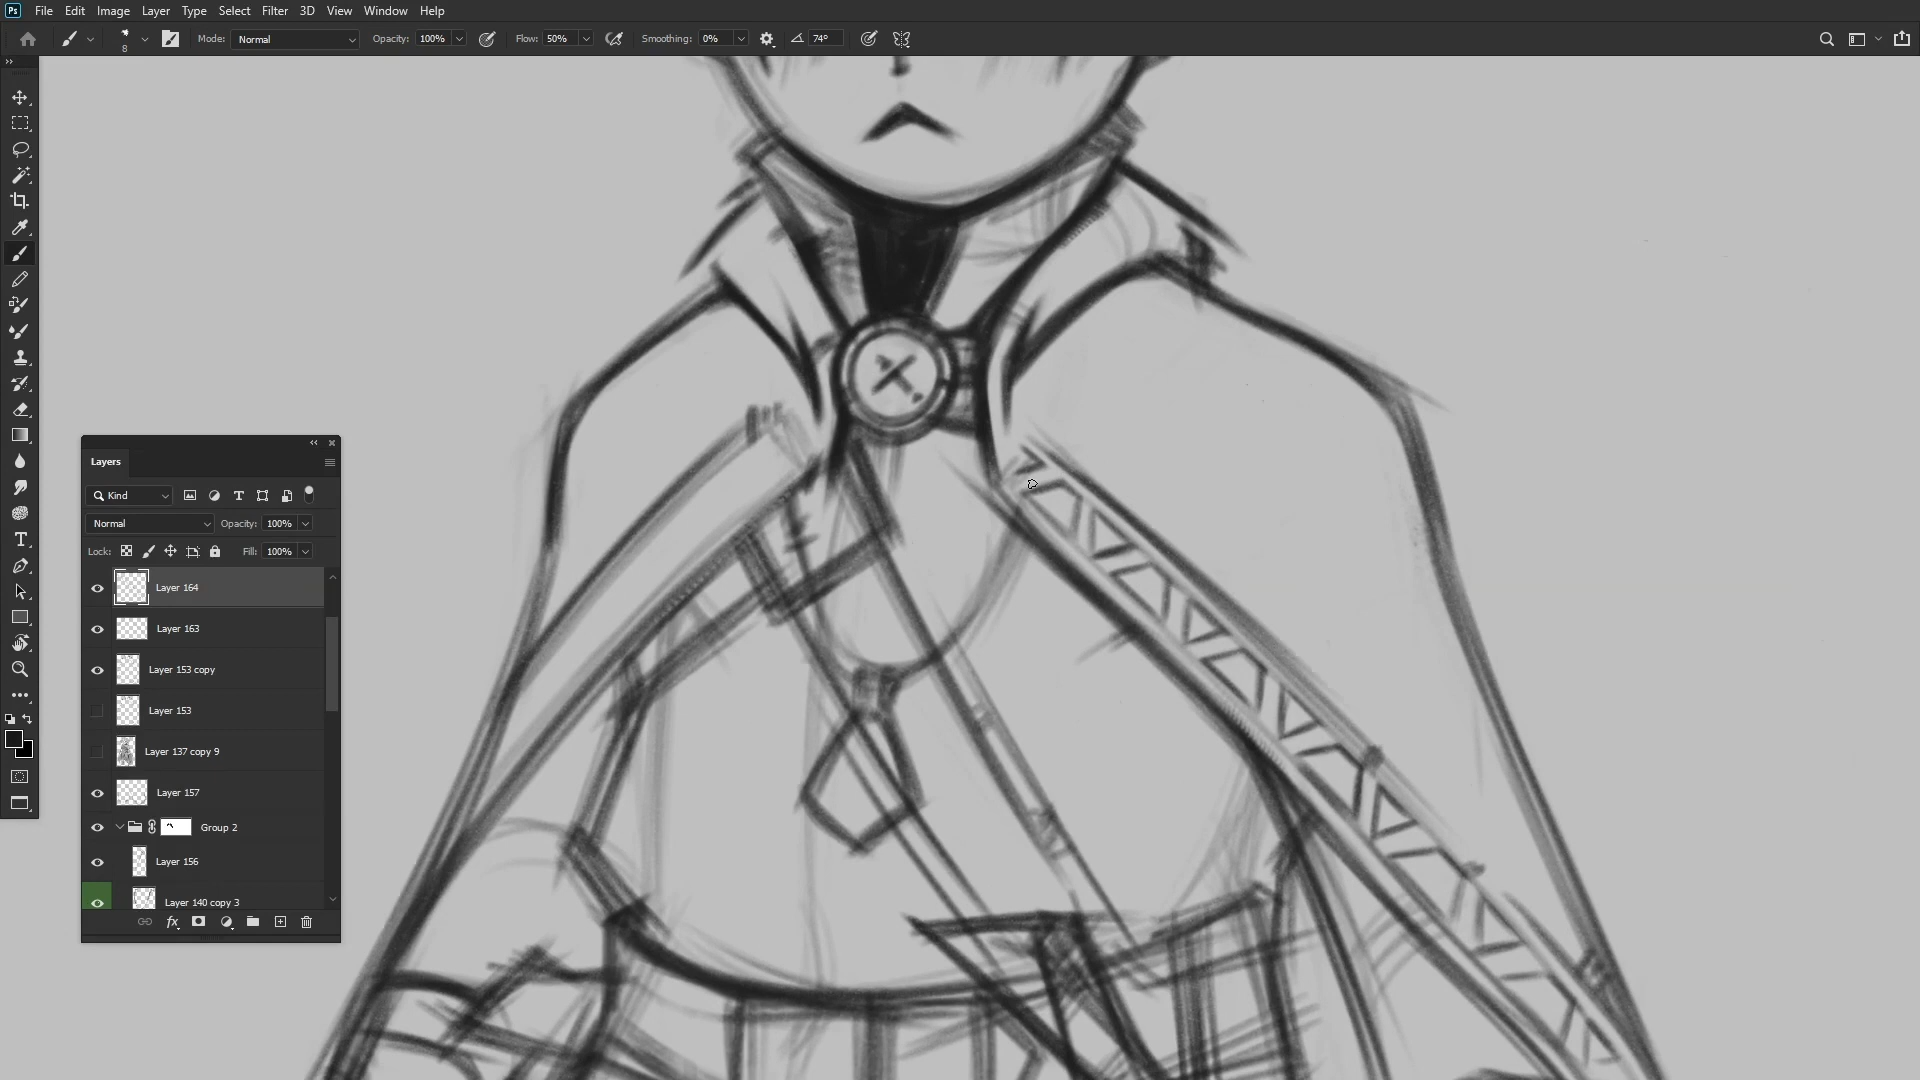 Ps File Edit Image Layer Type Select Filter 3D View Window Help
8 Mode: Normal Opacity: 100% Flow: 50% Smoothing: 0% 74°
Layers
Kind
Normal Opacity: 100%
Lock: Fill: 100%
Layer 164
Layer 163
Layer 153 copy
Layer 153
Layer 137 copy 9
Layer 157
Group 2
Layer 156
Layer 140 copy 3